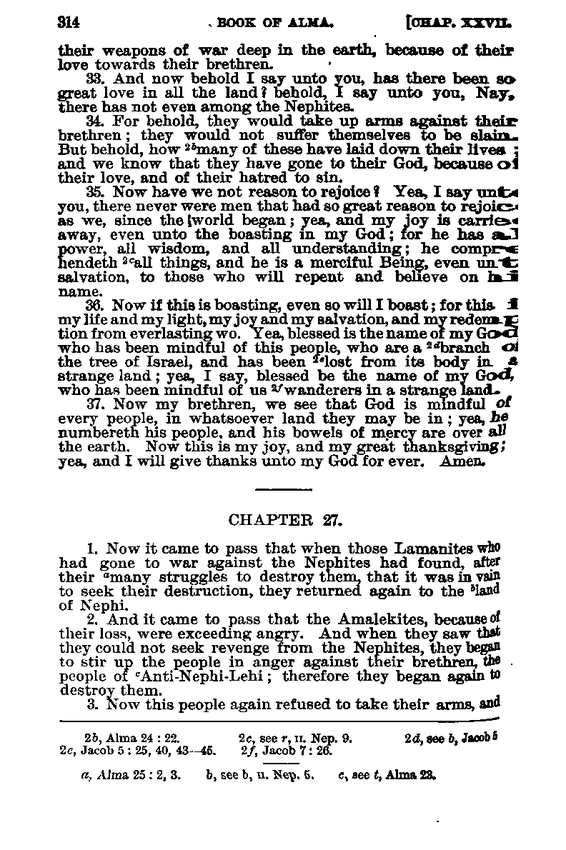 314 BOOK OF ALMA. [CHAP. XXVII.
their weapons of war deep in the earth, because of their
love towards their brethren.
33. And now behold I say unto you, has there been so
great love in all the land? behold, I say unto you, Nay,
there has not even among the Nephites.
34. For behold, they would take up arms against their
brethren; they would not suffer themselves to be slain.
But behold, how 2bmany of these have laid down their lives;
and we know that they have gone to their God, because of
their love, and of their hatred to sin.
35. Now have we not reason to rejoice? Yea, I say unto
you, there never were men that had so great reason to rejoice
as we, since the world began; yea, and my joy is carried
away, even unto the boasting in my God; for he has all
power, all wisdom, and all understanding; he compre-
hendeth 2call things, and he is a merciful Being, even unto
salvation, to those who will repent and believe on his
name.
36. Now if this is boasting, even so will I boast; for this is
my life and my light, my joy and my salvation, and my redemp-
tion from everlasting wo. Yea, blessed is the name of my God
who has been mindful of this people, who are a 2dbranch of
the tree of Israel, and has been 2elost from its body in a
strange land; yea, I say, blessed be the name of my God,
who has been mindful of us 2fwanderers in a strange land.
37. Now my brethren, we see that God is mindful of
every people, in whatsoever land they may be in; yea, he
numbereth his people, and his bowels of mercy are over all
the earth. Now this is my joy, and my great thanksgiving;
yea, and I will give thanks unto my God for ever. Amen.
CHAPTER 27.
1. Now it came to pass that when those Lamanites who
had gone to war against the Nephites had found, after
their amany struggles to destroy them, that it was in vain
to seek their destruction, they returned again to the bland
of Nephi.
2. And it came to pass that the Amalekites, because of
their loss, were exceeding angry. And when they saw that
they could not seek revenge from the Nephites, they began
to stir up the people in anger against their brethren, the
people of cAnti-Nephi-Lehi; therefore they began again to
destroy them.
3. Now this people again refused to take their arms, and
2b, Alma 24 : 22. 2c, see r, II. Nep. 9. 2d, see b, Jacob 5
2e, Jacob 5 : 25, 40, 43—45. 2f, Jacob 7 : 26.
a, Alma 25 : 2, 3. b, see b, II. Nep. 5. c, see t, Alma 23.